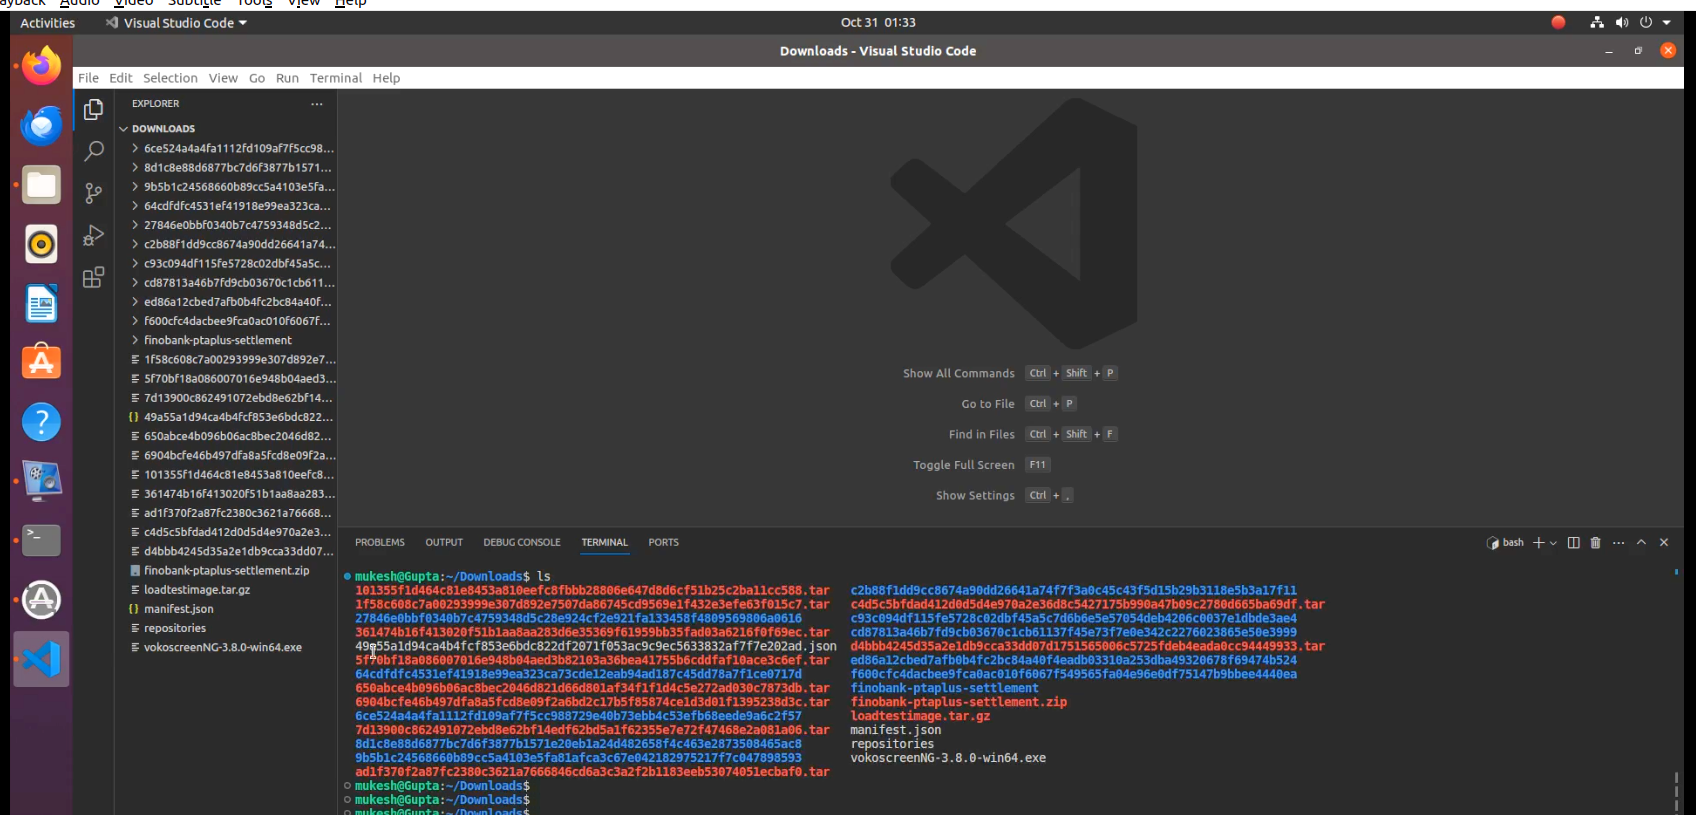 ayback Audio Video Subtitle Tools View Help
Activities Visual Studio Code Oct 31 01:33
Downloads - Visual Studio Code
File Edit Selection View Go Run Terminal Help
EXPLORER ...
DOWNLOADS
6ce524a4a4fa1112fd109af7f5cc98...
8d1c8e88d6877bc7d6f3877b1571...
9b5b1c24568660b89cc5a4103e5fa...
64cdfdfc4531ef41918e99ea323ca...
27846e0bbf0340b7c4759348d5c2...
c2b88f1dd9cc8674a90dd26641a74...
c93c094df115fe5728c02dbf45a5c...
cd87813a46b7fd9cb03670c1cb611...
ed86a12cbed7afb0b4fc2bc84a40f...
f600cfc4dacbee9fca0ac010f6067f...
finobank-ptaplus-settlement
1f58c608c7a00293999e307d892e7...
5f70bf18a086007016e948b04aed3...
7d13900c862491072ebd8e62bf14...
{} 49a55a1d94ca4b4fcf853e6bdc822...
650abce4b096b06ac8bec2046d82...
6904bcfe46b497dfa8a5fcd8e09f2a...
101355f1d464c81e8453a810eefc8...
361474b16f413020f51b1aa8aa283...
ad1f370f2a87fc2380c3621a76668...
c4d5c5bfdad412d0d5d4e970a2e3...
d4bbb4245d35a2e1db9cca33dd07...
finobank-ptaplus-settlement.zip
loadtestimage.tar.gz
{} manifest.json
repositories
vokoscreenNG-3.8.0-win64.exe
Show All Commands Ctrl + Shift + P
Go to File Ctrl + P
Find in Files Ctrl + Shift + F
Toggle Full Screen F11
Show Settings Ctrl + ,
PROBLEMS OUTPUT DEBUG CONSOLE TERMINAL PORTS bash
mukesh@Gupta:~/Downloads$ ls
101355f1d464c81e8453a810eefc8fbbb28806e647d8d6cf51b25c2ba11cc588.tar c2b88f1dd9cc8674a90dd26641a74f7f3a0c45c43f5d15b29b3118e5b3a17f11
1f58c608c7a00293999e307d892e7507da86745cd9569e1f432e3efe63f015c7.tar c4d5c5bfdad412d0d5d4e970a2e36d8c5427175b990a47b09c2780d665ba69df.tar
27846e0bbf0340b7c4759348d5c28e924cf2e921fa133458f4809569806a0616 c93c094df115fe5728c02dbf45a5c7d6b6e5e57054deb4206c0037e1dbde3ae4
361474b16f413020f51b1aa8aa283d6e35369f61959bb35fad03a6216f0f69ec.tar cd87813a46b7fd9cb03670c1cb61137f45e73f7e0e342c2276023865e50e3999
49a55a1d94ca4b4fcf853e6bdc822df2071f053ac9c9ec5633832af7f7e202ad.json d4bbb4245d35a2e1db9cca33dd07d1751565006c5725fdeb4eada0cc94449933.tar
5f70bf18a086007016e948b04aed3b82103a36bea41755b6cddfaf10ace3c6ef.tar ed86a12cbed7afb0b4fc2bc84a40f4eadb03310a253dba49320678f69474b524
64cdfdfc4531ef41918e99ea323ca73cde12eab94ad187c45dd78a7f1ce0717d f600cfc4dacbee9fca0ac010f6067f549565fa04e96e0df75147b9bbee4440ea
650abce4b096b06ac8bec2046d821d66d801af34f1f1d4c5e272ad030c7873db.tar finobank-ptaplus-settlement
6904bcfe46b497dfa8a5fcd8e09f2a6bd2c17b5f85874ce1d3d01f1395238d3c.tar finobank-ptaplus-settlement.zip
6ce524a4a4fa1112fd109af7f5cc988729e40b73ebb4c53efb68eede9a6c2f57 loadtestimage.tar.gz
7d13900c862491072ebd8e62bf14edf62bd5a1f62355e7e72f47468e2a081a06.tar manifest.json
8d1c8e88d6877bc7d6f3877b1571e20eb1a24d482658f4c463e2873508465ac8 repositories
9b5b1c24568660b89cc5a4103e5fa81afca3c67e042182975217f7c047898593 vokoscreenNG-3.8.0-win64.exe
ad1f370f2a87fc2380c3621a7666846cd6a3c3a2f2b1183eeb53074051ecbaf0.tar
mukesh@Gupta:~/Downloads$
mukesh@Gupta:~/Downloads$
mukesh@Gupta:~/Downloads$